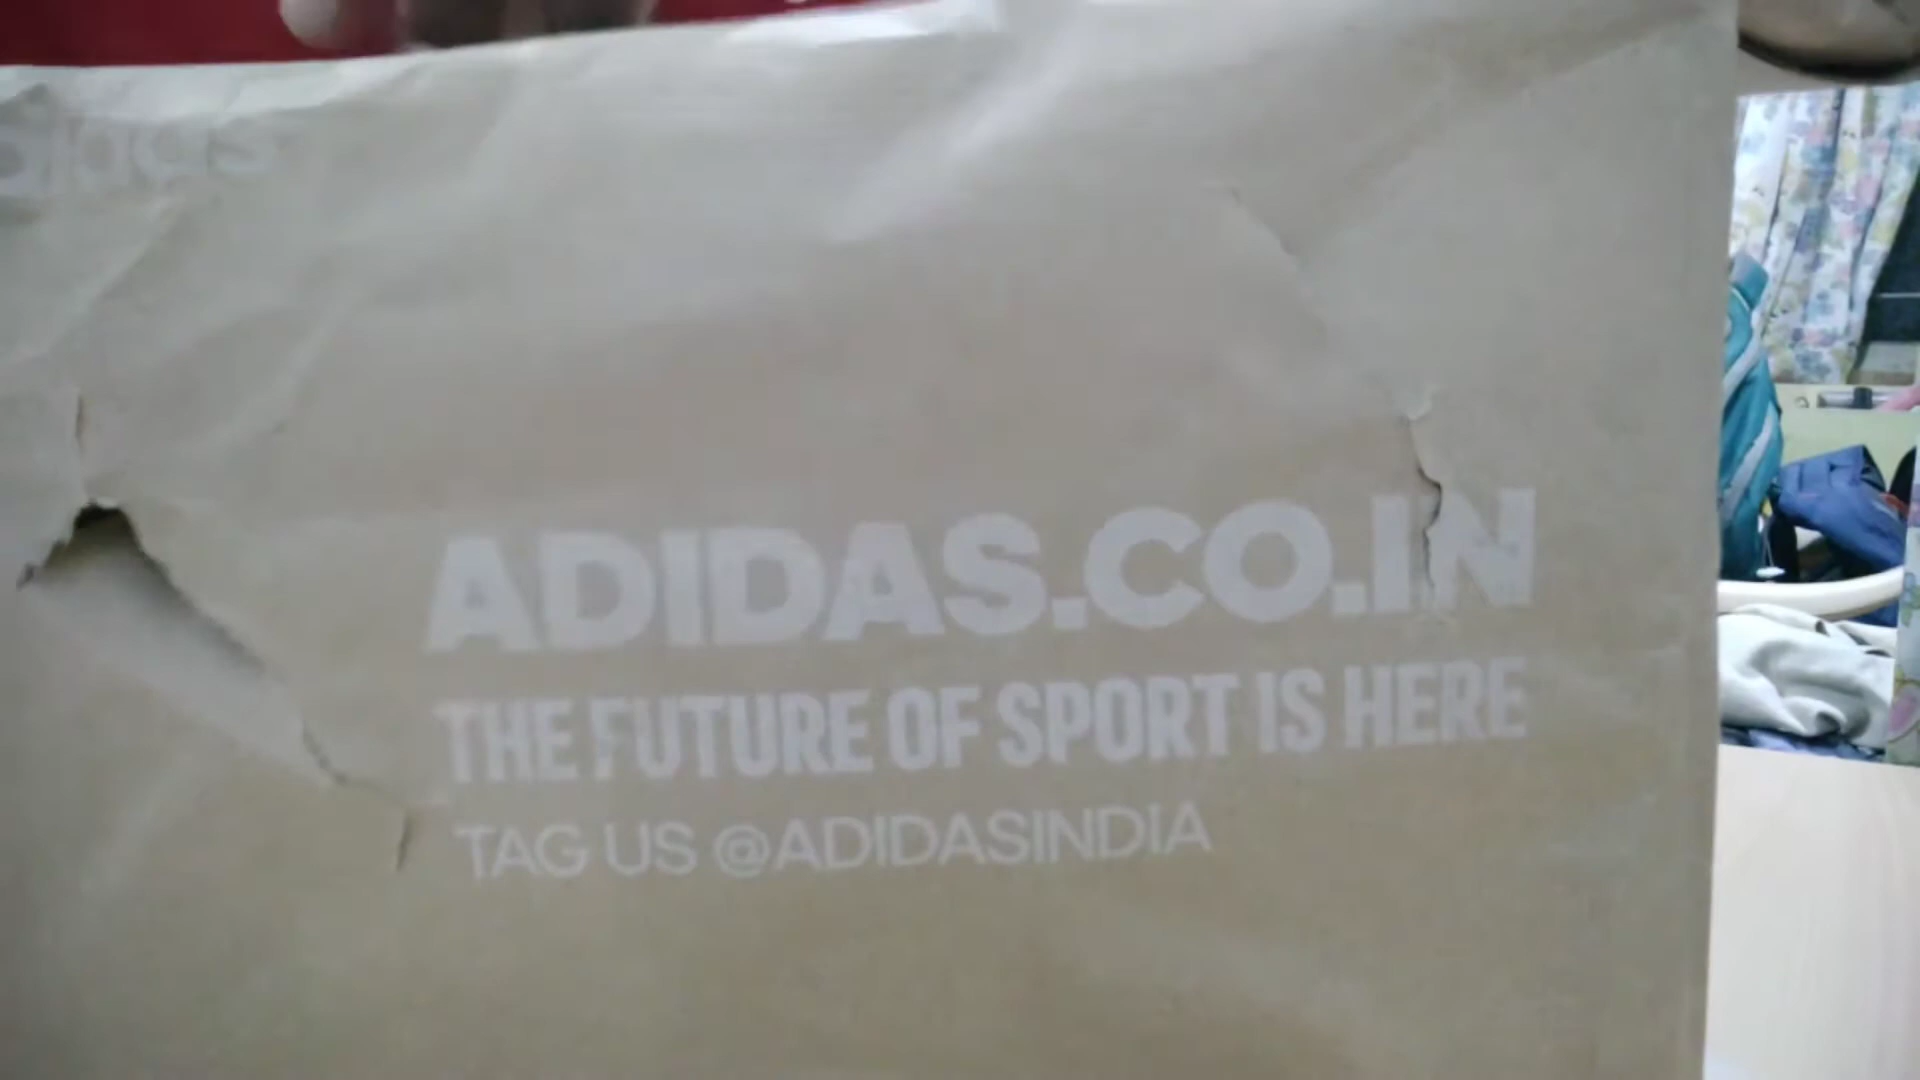 ADIDAS.CO.IN
THE FUTURE OF SPORT IS HERE
TAG US @ADIDASINDIA